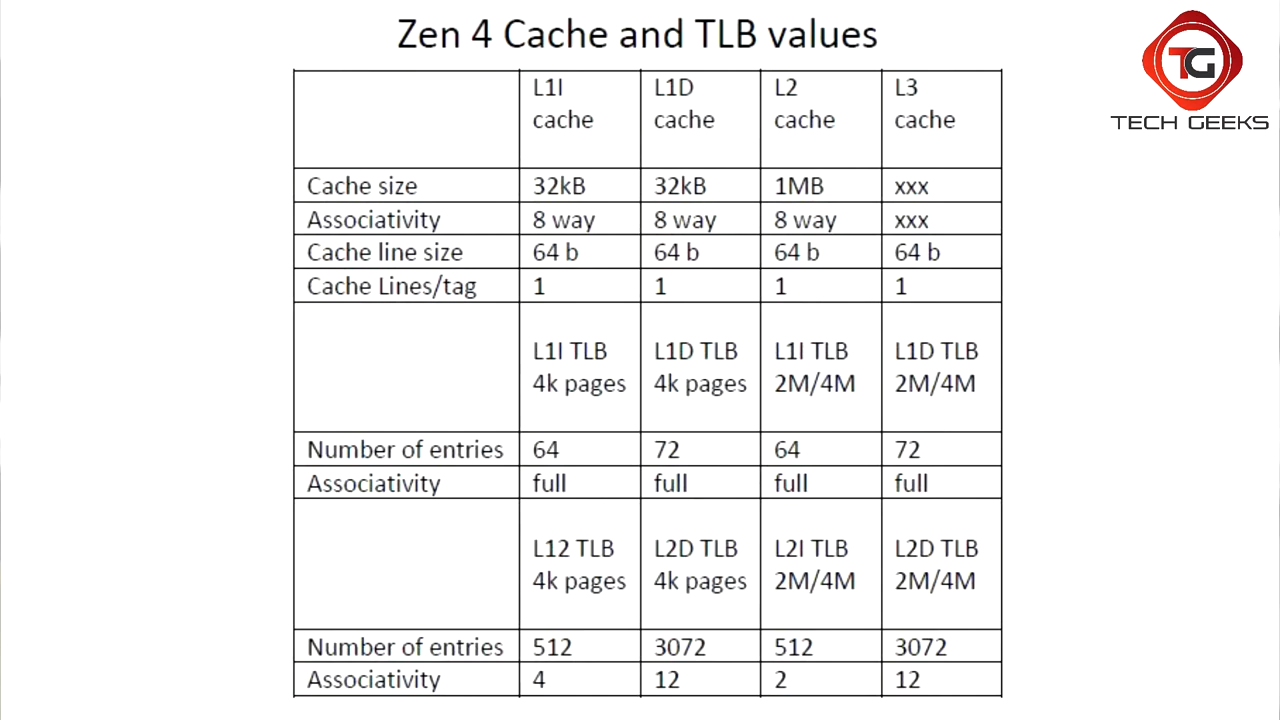 Zen 4 Cache and TLB values
TG
TECH GEEKS
L1I cache L1D cache L2 cache L3 cache
Cache size 32kB 32kB 1MB xxx
Associativity 8 way 8 way 8 way xxx
Cache line size 64 b 64 b 64 b 64 b
Cache Lines/tag 1 1 1 1
L1I TLB 4k pages L1D TLB 4k pages L1I TLB 2M/4M L1D TLB 2M/4M
Number of entries 64 72 64 72
Associativity full full full full
L12 TLB 4k pages L2D TLB 4k pages L2I TLB 2M/4M L2D TLB 2M/4M
Number of entries 512 3072 512 3072
Associativity 4 12 2 12